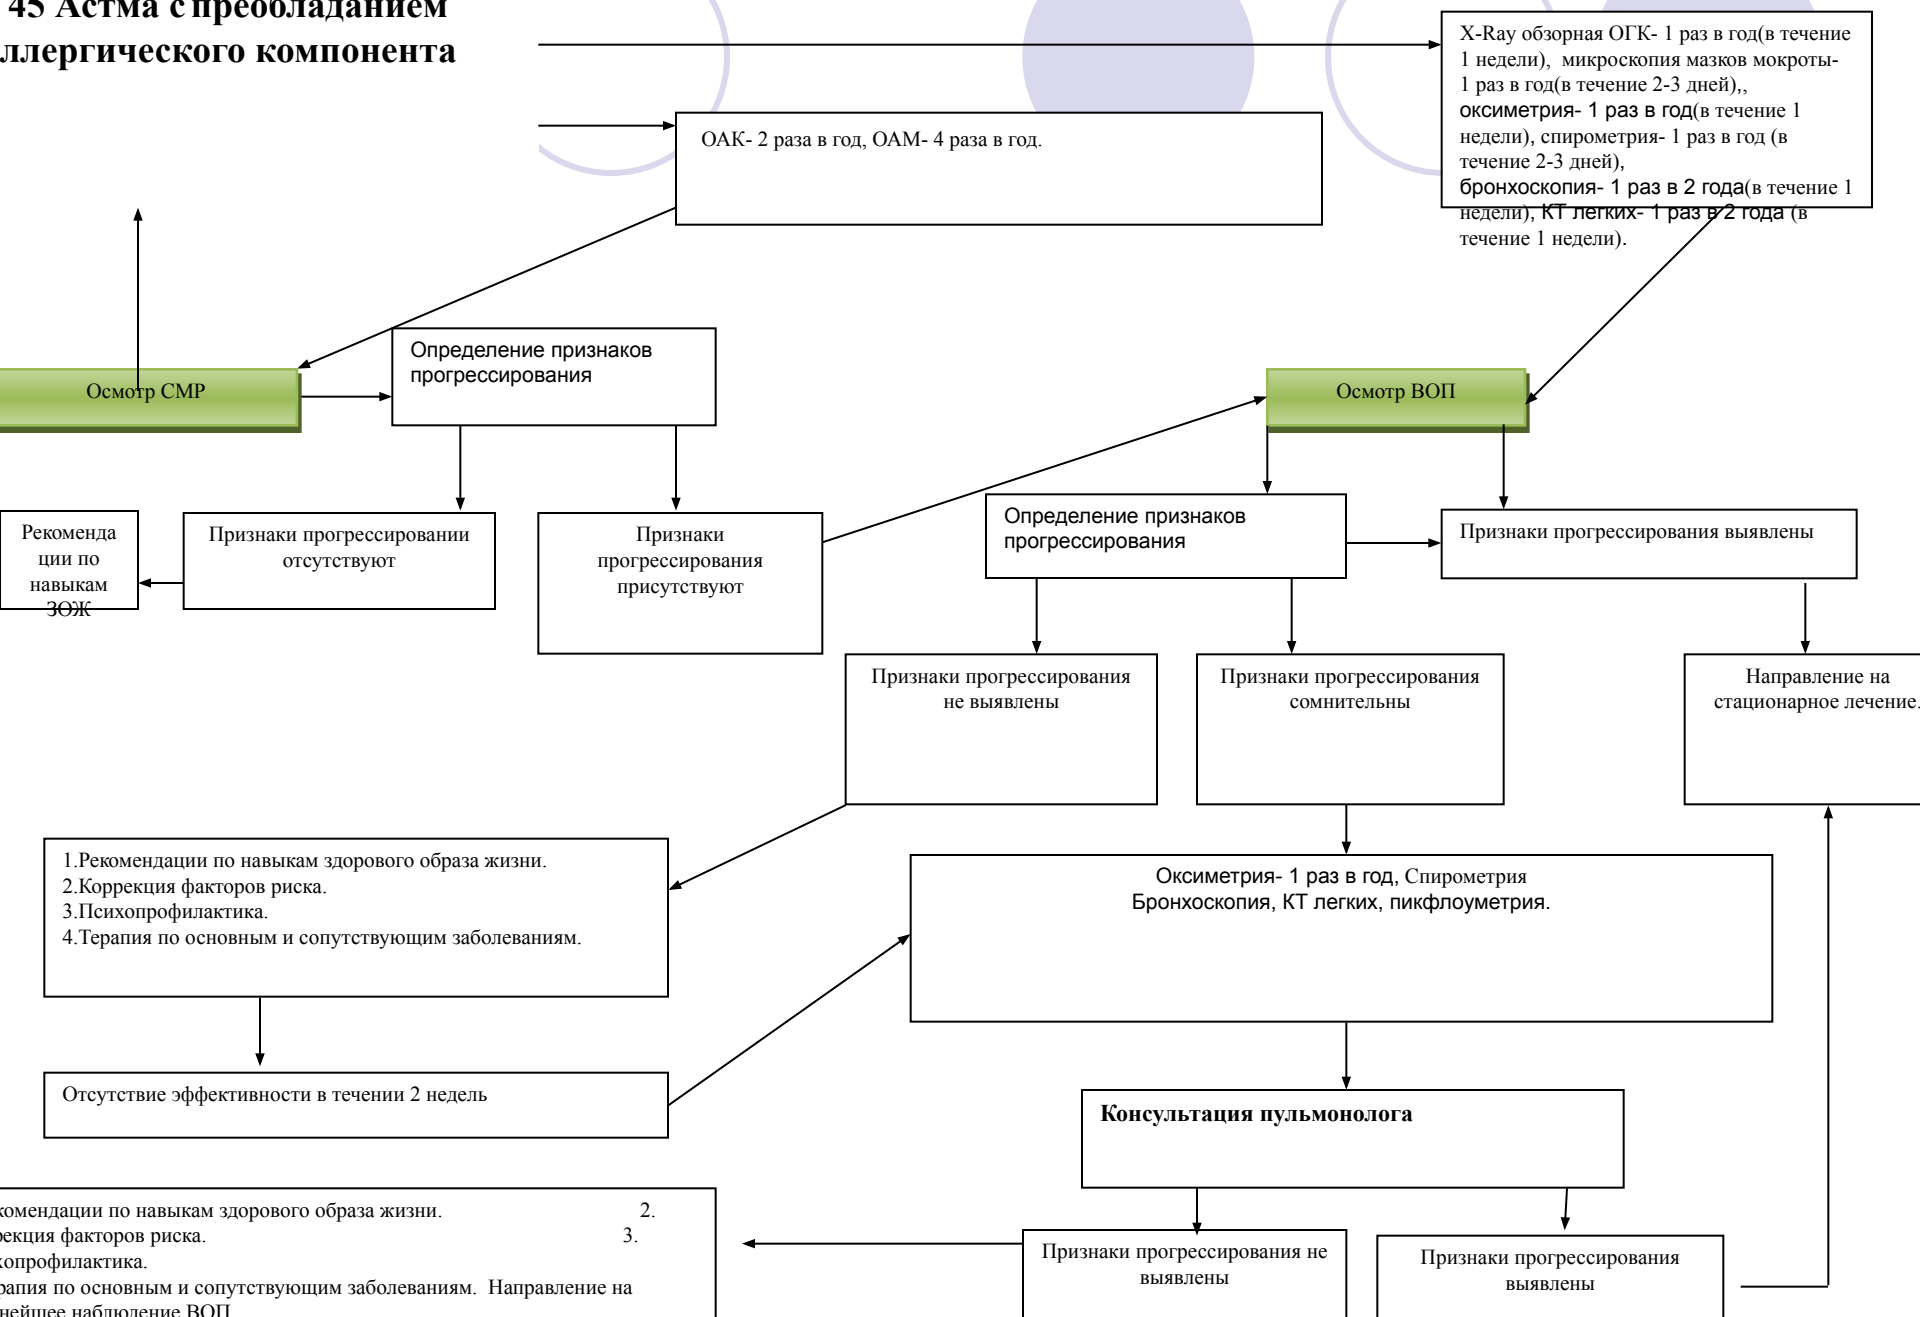 45 Астма с преобладанием
ллергического компонента
X-Ray обзорная ОГК- 1 раз в год(в течение
1 недели), микроскопия мазков мокроты-
1 раз в год(в течение 2-3 дней),,
оксиметрия- 1 раз в год(в течение 1
недели), спирометрия- 1 раз в год (в
течение 2-3 дней),
бронхоскопия- 1 раз в 2 года(в течение 1
недели), КТ легких- 1 раз в 2 года (в
течение 1 недели).
ОАК- 2 раза в год, ОАМ- 4 раза в год.
Определение признаков
прогрессирования
Осмотр СМР
Осмотр ВОП
Рекоменда
ции по
навыкам
ЗОЖ
Признаки прогрессировании
отсутствуют
Признаки
прогрессирования
присутствуют
Определение признаков
прогрессирования
Признаки прогрессирования выявлены
Признаки прогрессирования
не выявлены
Признаки прогрессирования
сомнительны
Направление на
стационарное лечение.
1.Рекомендации по навыкам здорового образа жизни.
2.Коррекция факторов риска.
3.Психопрофилактика.
4.Терапия по основным и сопутствующим заболеваниям.
Оксиметрия- 1 раз в год, Спирометрия
Бронхоскопия, КТ легких, пикфлоуметрия.
Отсутствие эффективности в течении 2 недель
Консультация пульмонолога
комендации по навыкам здорового образа жизни. 2.
рекция факторов риска. 3.
хопрофилактика.
рапия по основным и сопутствующим заболеваниям. Направление на
нейшее наблюдение ВОП
Признаки прогрессирования не
выявлены
Признаки прогрессирования
выявлены